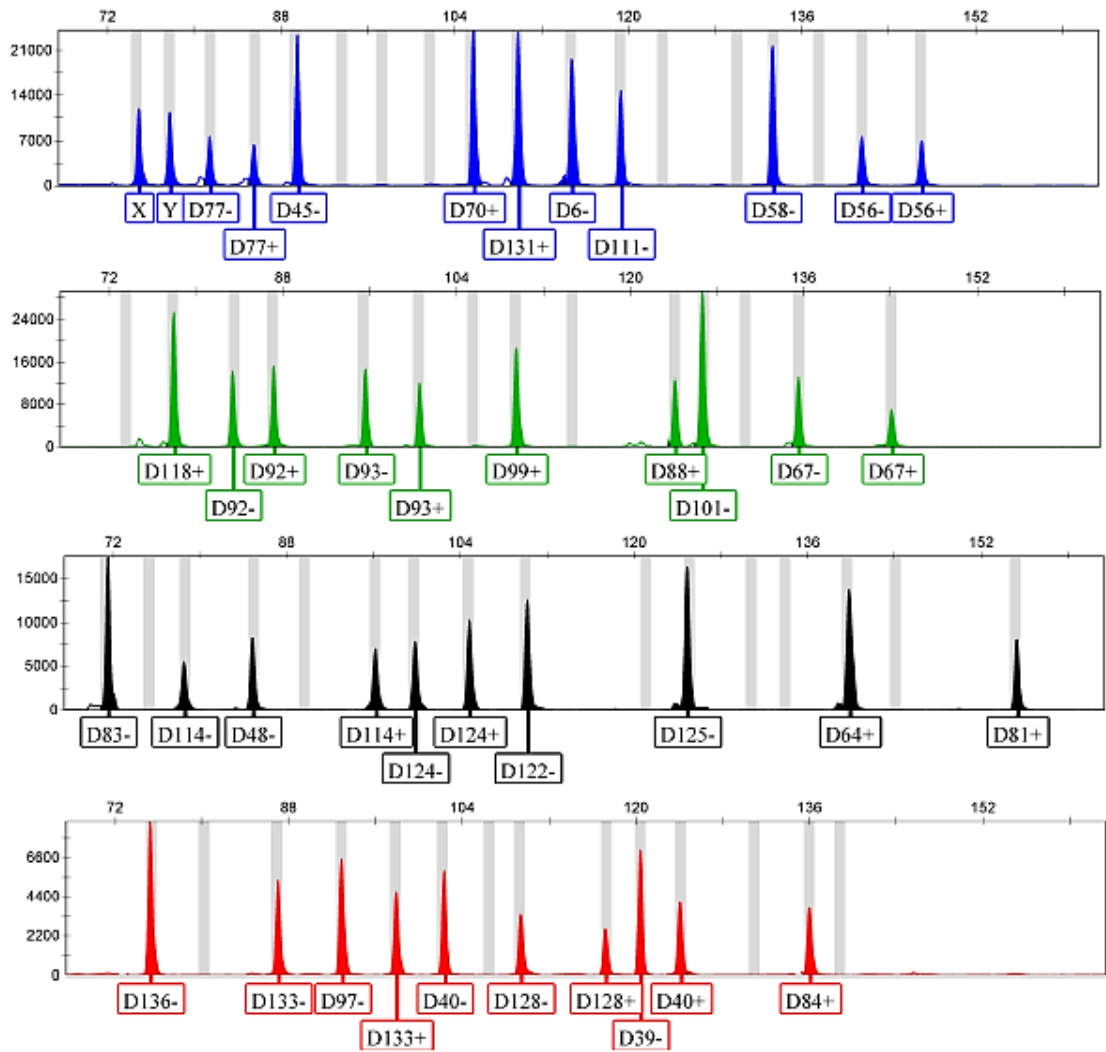 72 88 104 120 136 152
21000
14000
7000
0
X Y D77- D45- D70+ D6- D58- D56- D56+
D77+ D131+ D111-
72 88 104 120 136 152
24000
16000
8000
0
D118+ D92+ D93- D99+ D88+ D67- D67+
D92- D93+ D101-
72 88 104 120 136 152
15000
10000
5000
0
D83- D114- D48- D114+ D124+ D125- D64+ D81+
D124- D122-
72 88 104 120 136 152
6600
4400
2200
0
D136- D133- D97- D40- D128- D128+ D40+ D84+
D133+ D39-